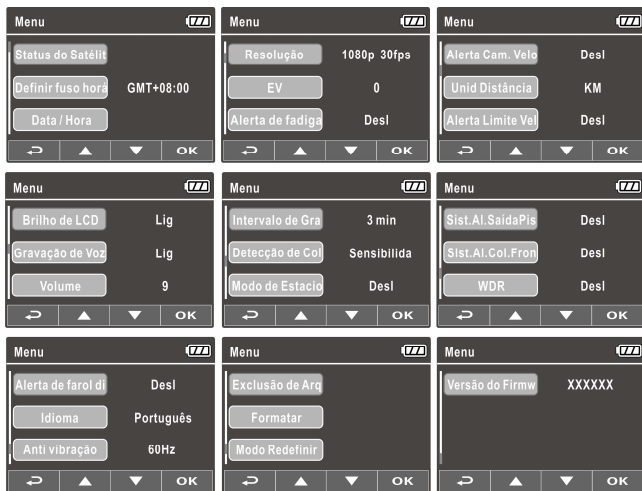 Menu
Status do Satélit
Definir fuso horá GMT+08:00
Data / Hora
OK
Menu
Resolução 1080p 30fps
EV 0
Alerta de fadiga Desl
OK
Menu
Alerta Cam. Velo Desl
Unid Distância KM
Alerta Limite Vel Desl
OK
Menu
Brilho de LCD Lig
Gravação de Voz Lig
Volume 9
OK
Menu
Intervalo de Gra 3 min
Detecção de Col Sensibilida
Modo de Estacio Desl
OK
Menu
Sist.Al.SaidaPis Desl
SIst.Al.Col.Fron Desl
WDR Desl
OK
Menu
Alerta de farol di Desl
Idioma Português
Anti vibração 60Hz
OK
Menu
Exclusão de Arq
Formatar
Modo Redefinir
OK
Menu
Versão do Firmw XXXXXX
OK